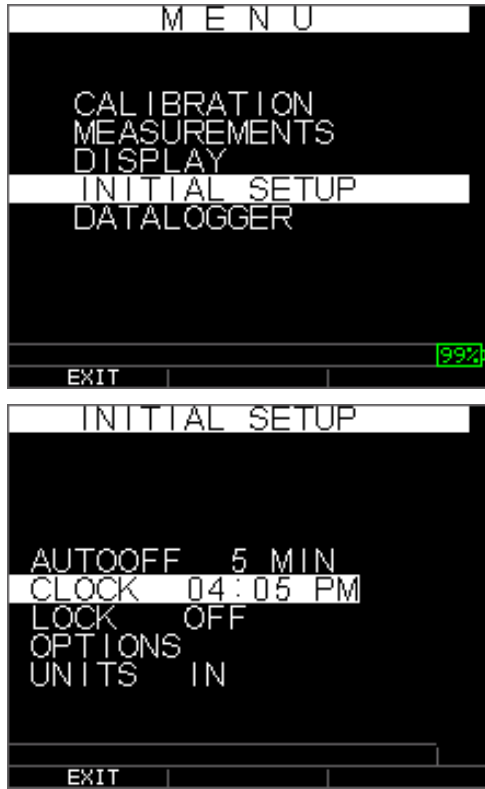 MENU
CALIBRATION
MEASUREMENTS
DISPLAY
INITIAL SETUP
DATALOGGER
99%
EXIT
INITIAL SETUP
AUTOOFF 5 MIN
CLOCK 04:05 PM
LOCK OFF
OPTIONS
UNITS IN
EXIT